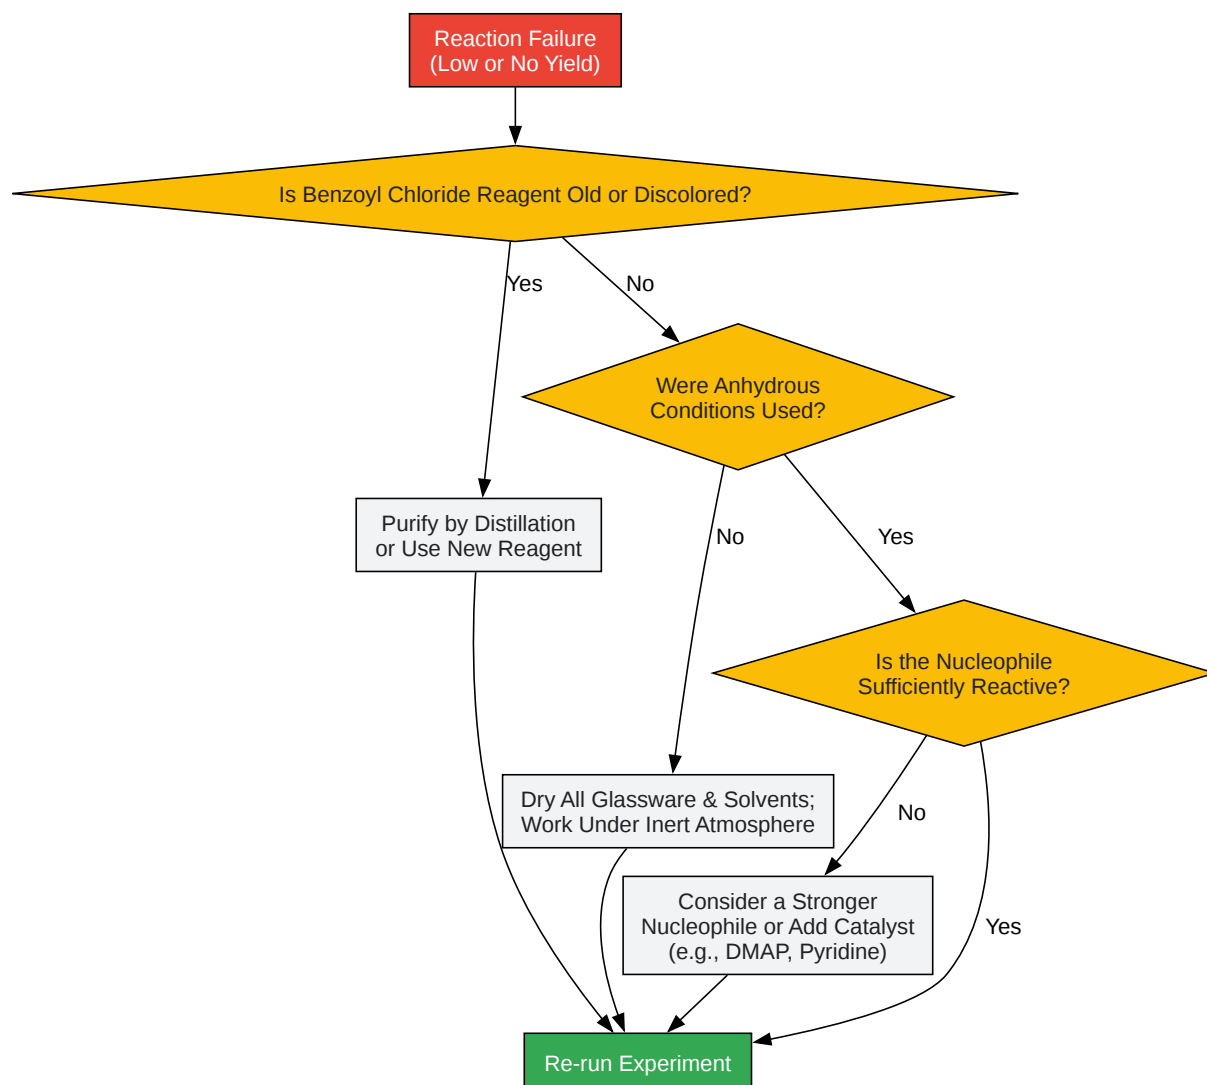 Reaction Failure
(Low or No Yield)
Is Benzoyl Chloride Reagent Old or Discolored?
Yes
No
Were Anhydrous
Conditions Used?
Purify by Distillation
or Use New Reagent
No
Yes
Is the Nucleophile
Sufficiently Reactive?
Dry All Glassware & Solvents;
Work Under Inert Atmosphere
No
Consider a Stronger
Nucleophile or Add Catalyst
(e.g., DMAP, Pyridine)
Yes
Re-run Experiment